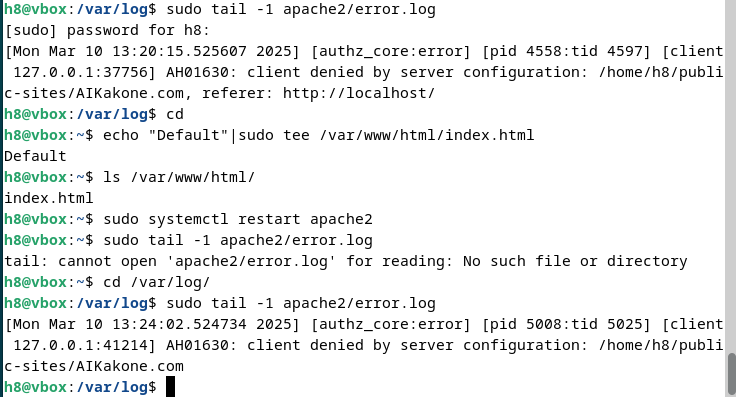 h8@vbox:/var/log$ sudo tail -1 apache2/error.log
[sudo] password for h8:
[Mon Mar 10 13:20:15.525607 2025] [authz_core:error] [pid 4558:tid 4597] [client
 127.0.0.1:37756] AH01630: client denied by server configuration: /home/h8/publi
c-sites/AIKakone.com, referer: http://localhost/
h8@vbox:/var/log$ cd
h8@vbox:~$ echo "Default"|sudo tee /var/www/html/index.html
Default
h8@vbox:~$ ls /var/www/html/
index.html
h8@vbox:~$ sudo systemctl restart apache2
h8@vbox:~$ sudo tail -1 apache2/error.log
tail: cannot open 'apache2/error.log' for reading: No such file or directory
h8@vbox:~$ cd /var/log/
h8@vbox:/var/log$ sudo tail -1 apache2/error.log
[Mon Mar 10 13:24:02.524734 2025] [authz_core:error] [pid 5008:tid 5025] [client
 127.0.0.1:41214] AH01630: client denied by server configuration: /home/h8/publi
c-sites/AIKakone.com
h8@vbox:/var/log$